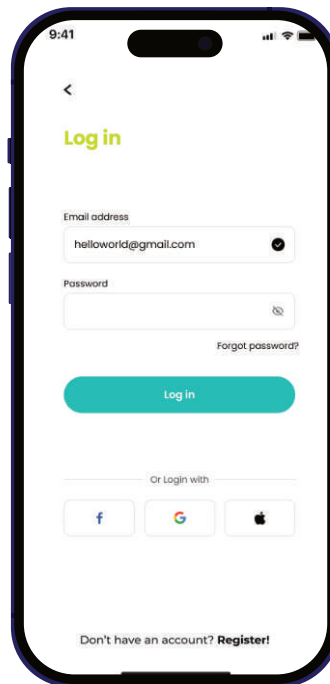 9:41
Log in
Email address
helloworld@gmail.com
Password
Forgot password?
Log in
Or Login with
Don't have an account? Register!